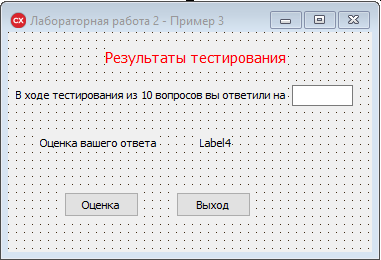 CX Лабораторная работа 2 - Пример 3
Результаты тестирования
В ходе тестирования из 10 вопросов вы ответили на
Оценка вашего ответа Label4
Оценка Выход